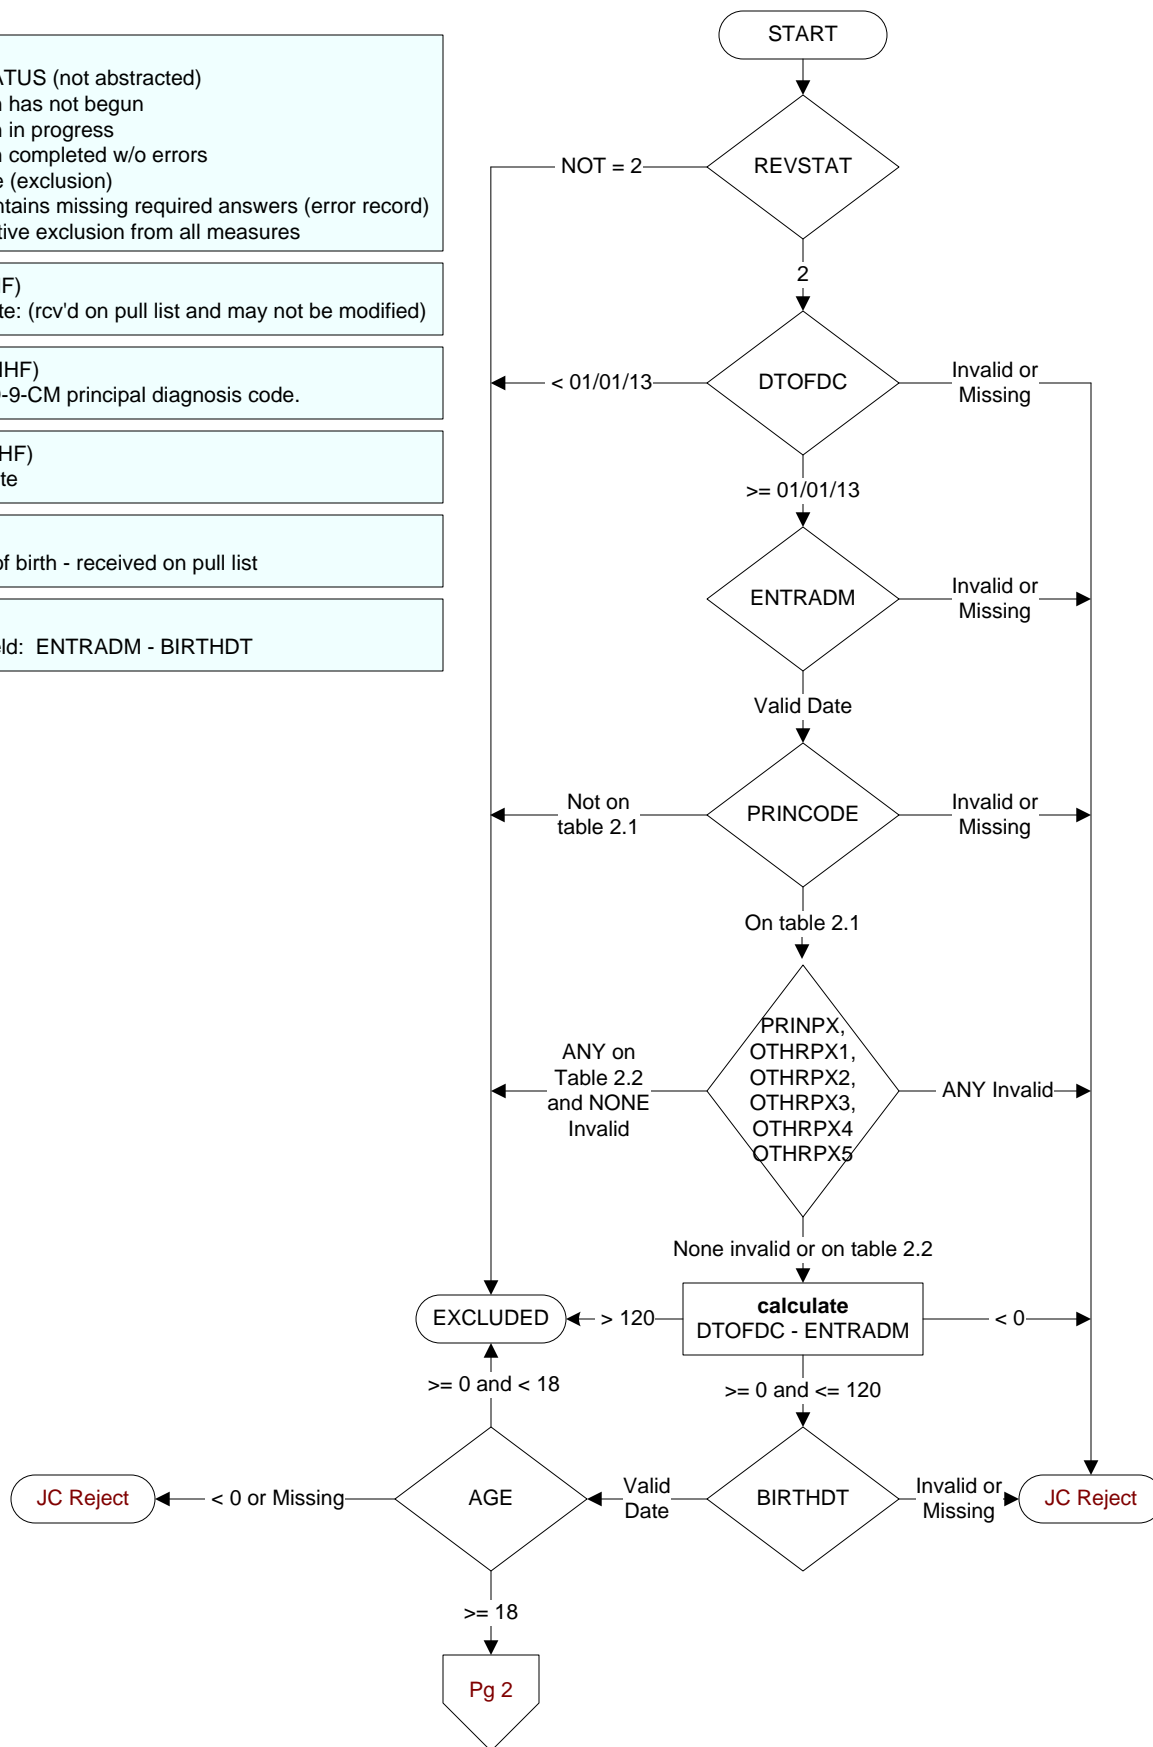 START
ATUS (not abstracted)
n has not begun
n in progress
n completed w/o errors
e (exclusion)
ntains missing required answers (error record)
tive exclusion from all measures
F)
te: (rcv'd on pull list and may not be modified)
HF)
-9-CM principal diagnosis code.
HF)
te
of birth - received on pull list
eld: ENTRADM - BIRTHDT
NOT = 2
REVSTAT
2
< 01/01/13
DTOFDC
Invalid or
Missing
>= 01/01/13
ENTRADM
Invalid or
Missing
Valid Date
Not on
table 2.1
PRINCODE
Invalid or
Missing
On table 2.1
ANY on
Table 2.2
and NONE
Invalid
PRINPX,
OTHRPX1,
OTHRPX2,
OTHRPX3,
OTHRPX4
OTHRPX5
ANY Invalid
None invalid or on table 2.2
EXCLUDED
> 120
calculate
DTOFDC - ENTRADM
< 0
>= 0 and < 18
>= 0 and <= 120
JC Reject
< 0 or Missing
AGE
Valid
Date
BIRTHDT
Invalid or
Missing
JC Reject
>= 18
Pg 2